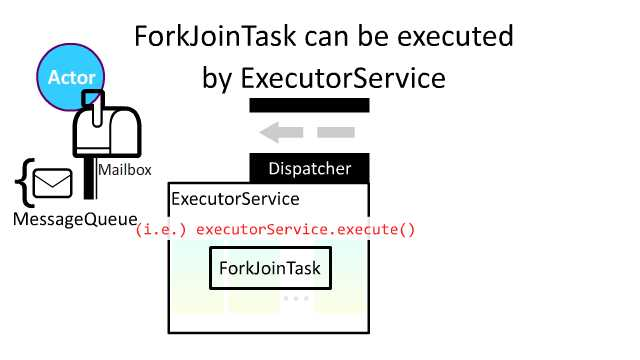 ForkJoinTask can be executed
by ExecutorService
Actor
Mailbox
MessageQueue
Dispatcher
ExecutorService
(i.e.) executorService.execute()
ForkJoinTask